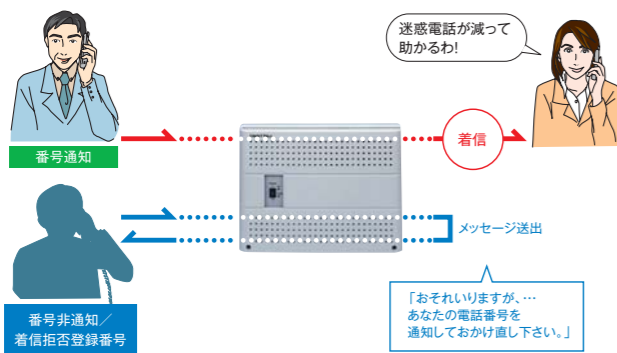 迷惑電話が減って
助かるわ!
番号通知
着信
メッセージ送出
番号非通知／
着信拒否登録番号
「おそれいりますが、…
あなたの電話番号を
通知しておかけ直し下さい。」